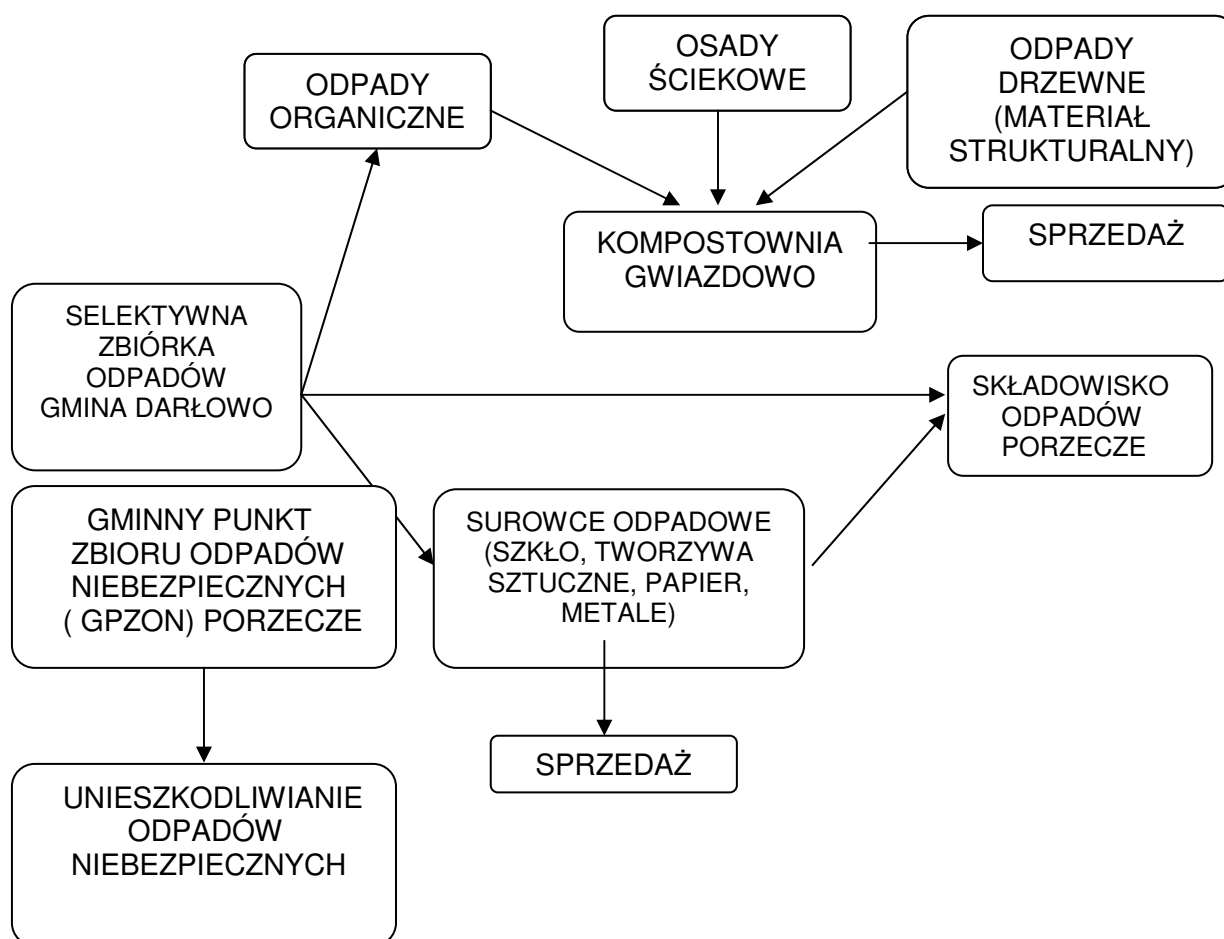 OSADY
ŚCIEKOWE
ODPADY
DRZEWNE
(MATERIAŁ
STRUKTURALNY)
ODPADY
ORGANICZNE
KOMPOSTOWNIA
GWIAZDOWO
SPRZEDAŻ
SELEKTYWNA
ZBIÓRKA
ODPADÓW
GMINA DARŁOWO
SKŁADOWISKO
ODPADÓW
PORZECZE
GMINNY PUNKT
ZBIORU ODPADÓW
NIEBEZPIECZNYCH
( GPZON) PORZECZE
SUROWCE ODPADOWE
(SZKŁO, TWORZYWA
SZTUCZNE, PAPIER,
METALE)
SPRZEDAŻ
UNIESZKODLIWIANIE
ODPADÓW
NIEBEZPIECZNYCH